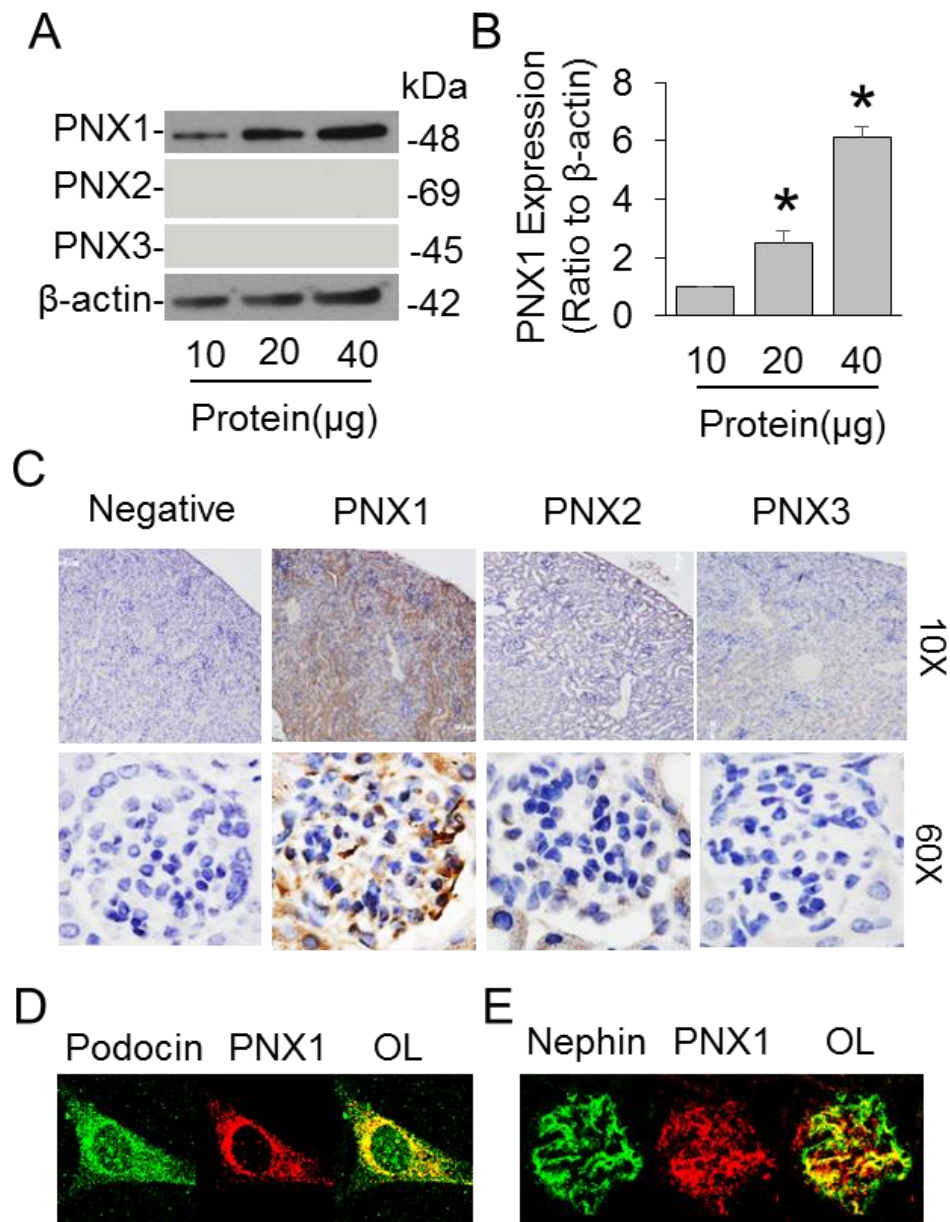 A
kDa
PNX1- -48
PNX2- -69
PNX3- -45
β-actin- -42
10 20 40
Protein(μg)
B
PNX1 Expression
(Ratio to β-actin)
8
6
4
2
0
*
*
10 20 40
Protein(μg)
C
Negative PNX1 PNX2 PNX3
10X
60X
D
Podocin PNX1 OL
E
Nephin PNX1 OL